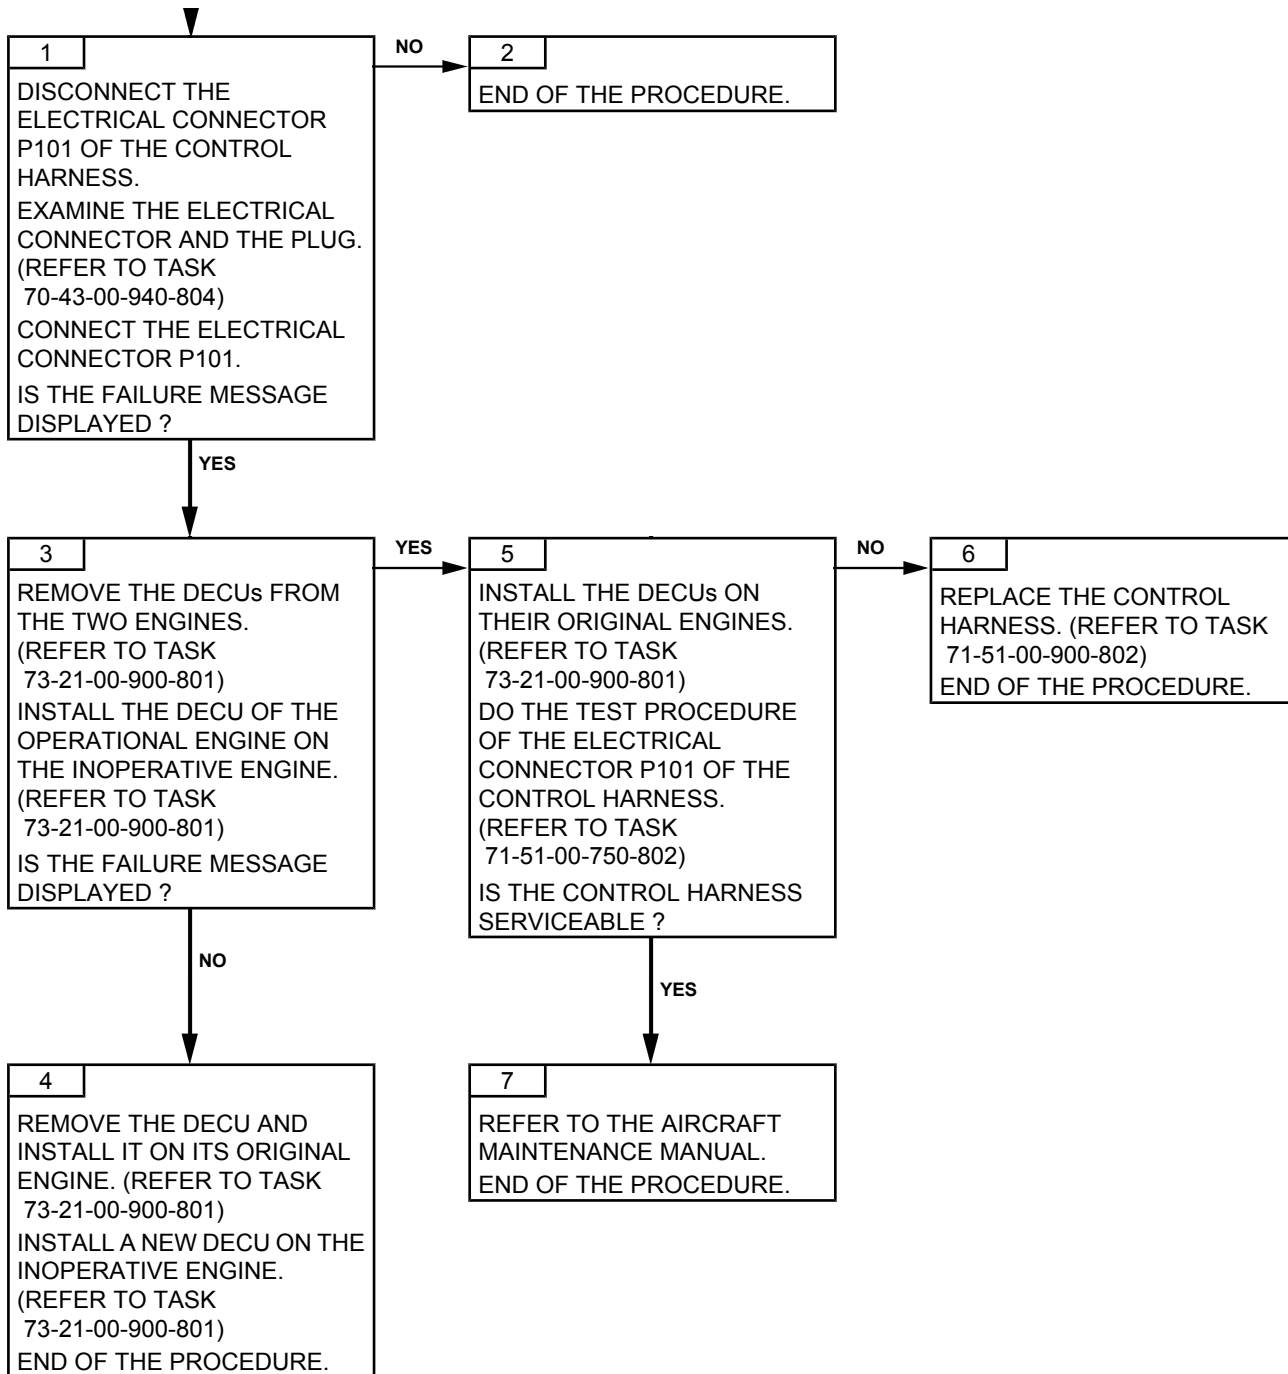 1
DISCONNECT THE
ELECTRICAL CONNECTOR
P101 OF THE CONTROL
HARNESS.
EXAMINE THE ELECTRICAL
CONNECTOR AND THE PLUG.
(REFER TO TASK
70-43-00-940-804)
CONNECT THE ELECTRICAL
CONNECTOR P101.
IS THE FAILURE MESSAGE
DISPLAYED ?
NO
2
END OF THE PROCEDURE.
YES
3
REMOVE THE DECUs FROM
THE TWO ENGINES.
(REFER TO TASK
73-21-00-900-801)
INSTALL THE DECU OF THE
OPERATIONAL ENGINE ON
THE INOPERATIVE ENGINE.
(REFER TO TASK
73-21-00-900-801)
IS THE FAILURE MESSAGE
DISPLAYED ?
YES
5
INSTALL THE DECUs ON
THEIR ORIGINAL ENGINES.
(REFER TO TASK
73-21-00-900-801)
DO THE TEST PROCEDURE
OF THE ELECTRICAL
CONNECTOR P101 OF THE
CONTROL HARNESS.
(REFER TO TASK
71-51-00-750-802)
IS THE CONTROL HARNESS
SERVICEABLE ?
NO
6
REPLACE THE CONTROL
HARNESS. (REFER TO TASK
71-51-00-900-802)
END OF THE PROCEDURE.
NO
YES
4
REMOVE THE DECU AND
INSTALL IT ON ITS ORIGINAL
ENGINE. (REFER TO TASK
73-21-00-900-801)
INSTALL A NEW DECU ON THE
INOPERATIVE ENGINE.
(REFER TO TASK
73-21-00-900-801)
END OF THE PROCEDURE.
7
REFER TO THE AIRCRAFT
MAINTENANCE MANUAL.
END OF THE PROCEDURE.